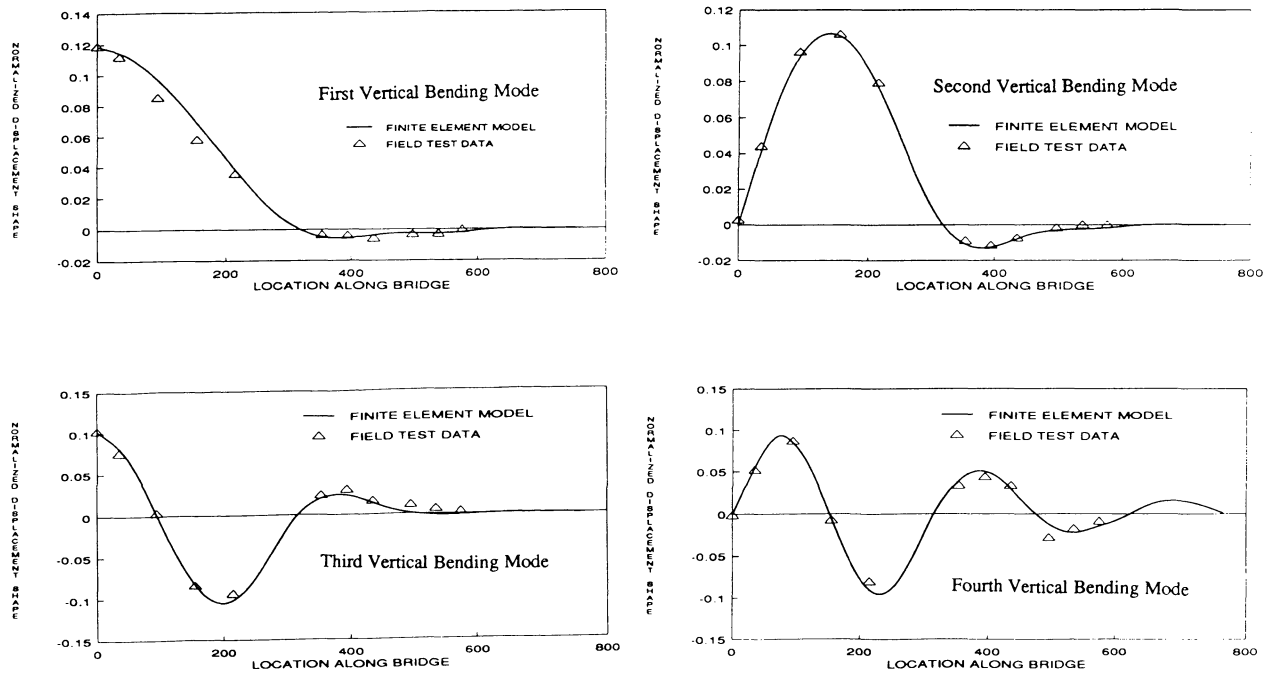 NORMALIZED DISPLACEMENT SHAPE
0.14
0.12
0.1
0.08
0.06
0.04
0.02
0
-0.02
First Vertical Bending Mode
FINITE ELEMENT MODEL
FIELD TEST DATA
0 200 400 600 800
LOCATION ALONG BRIDGE
NORMALIZED DISPLACEMENT SHAPE
0.12
0.1
0.08
0.06
0.04
0.02
0
-0.02
Second Vertical Bending Mode
FINITE ELEMENT MODEL
FIELD TEST DATA
0 200 400 600 800
LOCATION ALONG BRIDGE
NORMALIZED DISPLACEMENT SHAPE
0.15
0.1
0.05
0
-0.05
-0.1
-0.15
FINITE ELEMENT MODEL
FIELD TEST DATA
Third Vertical Bending Mode
0 200 400 600 800
LOCATION ALONG BRIDGE
NORMALIZED DISPLACEMENT SHAPE
0.15
0.1
0.05
0
-0.05
-0.1
-0.15
FINITE ELEMENT MODEL
FIELD TEST DATA
Fourth Vertical Bending Mode
0 200 400 600 800
LOCATION ALONG BRIDGE